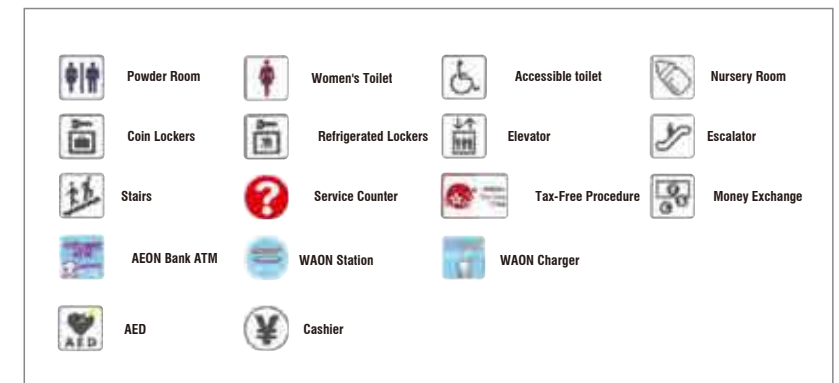 Powder Room
Women's Toilet
Accessible toilet
Nursery Room
Coin Lockers
Refrigerated Lockers
Elevator
Escalator
Stairs
?
Service Counter
Tax-Free Procedure
Money Exchange
AEON Bank ATM
WAON Station
WAON Charger
AED
AED
¥
Cashier